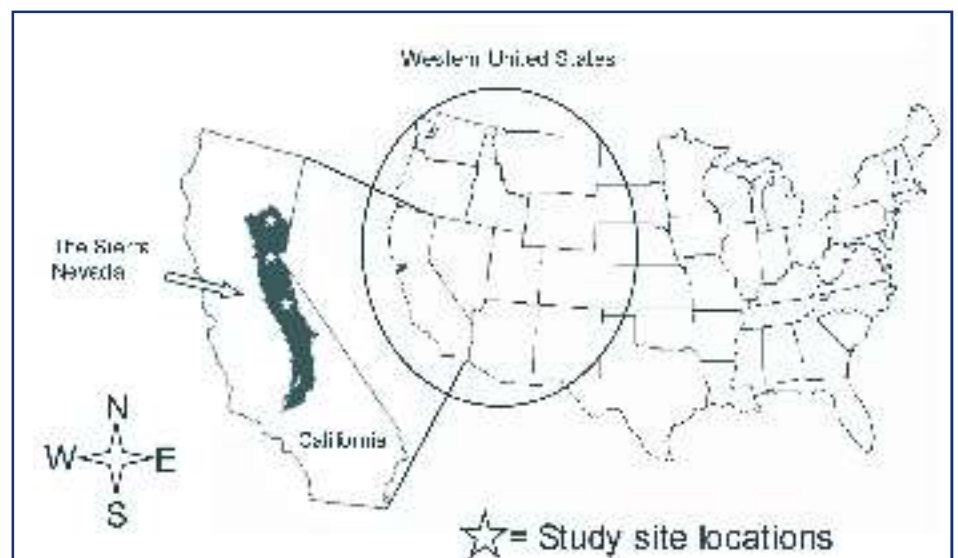 Western United States
The Sierra
Nevada
California
N
W E
S
= Study site locations